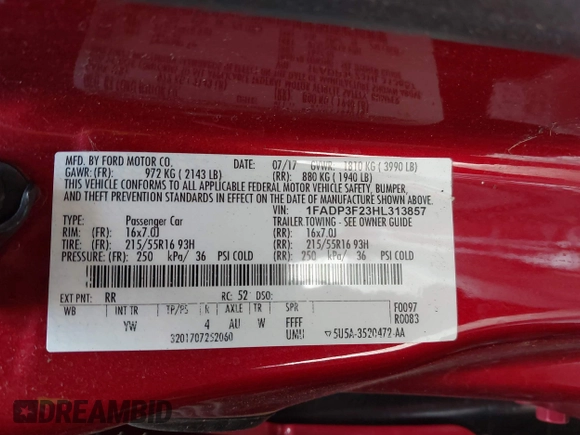 MFD. BY FORD MOTOR CO. DATE: 07/17 GVWR: 1810 KG ( 3990 LB)
GAWR: (FR): 972 KG ( 2143 LB) (RR): 880 KG ( 1940 LB)
THIS VEHICLE CONFORMS TO ALL APPLICABLE FEDERAL MOTOR VEHICLE SAFETY, BUMPER,
AND THEFT PREVENTION STANDARDS IN EFFECT ON THE DATE OF MANUFACTURE SHOWN ABOVE.
VIN: 1FADP3F23HL313857
TYPE: Passenger Car TRAILER TOWING - SEE OWNER GUIDE
RIM: (FR): 16x7.0J (RR): 16x7.0J
TIRE: (FR): 215/55R16 93H (RR): 215/55R16 93H
PRESSURE: (FR): 250 kPa/ 36 PSI COLD (RR): 250 kPa/ 36 PSI COLD
EXT PNT: RR RC: 52 DSO:
WB INT TR TP/PS R AXLE TR SPR F0097
YW 4 AU W FFFF R0083
3201707252060 UMU 5U5A-3520472-AA
DREAMBID